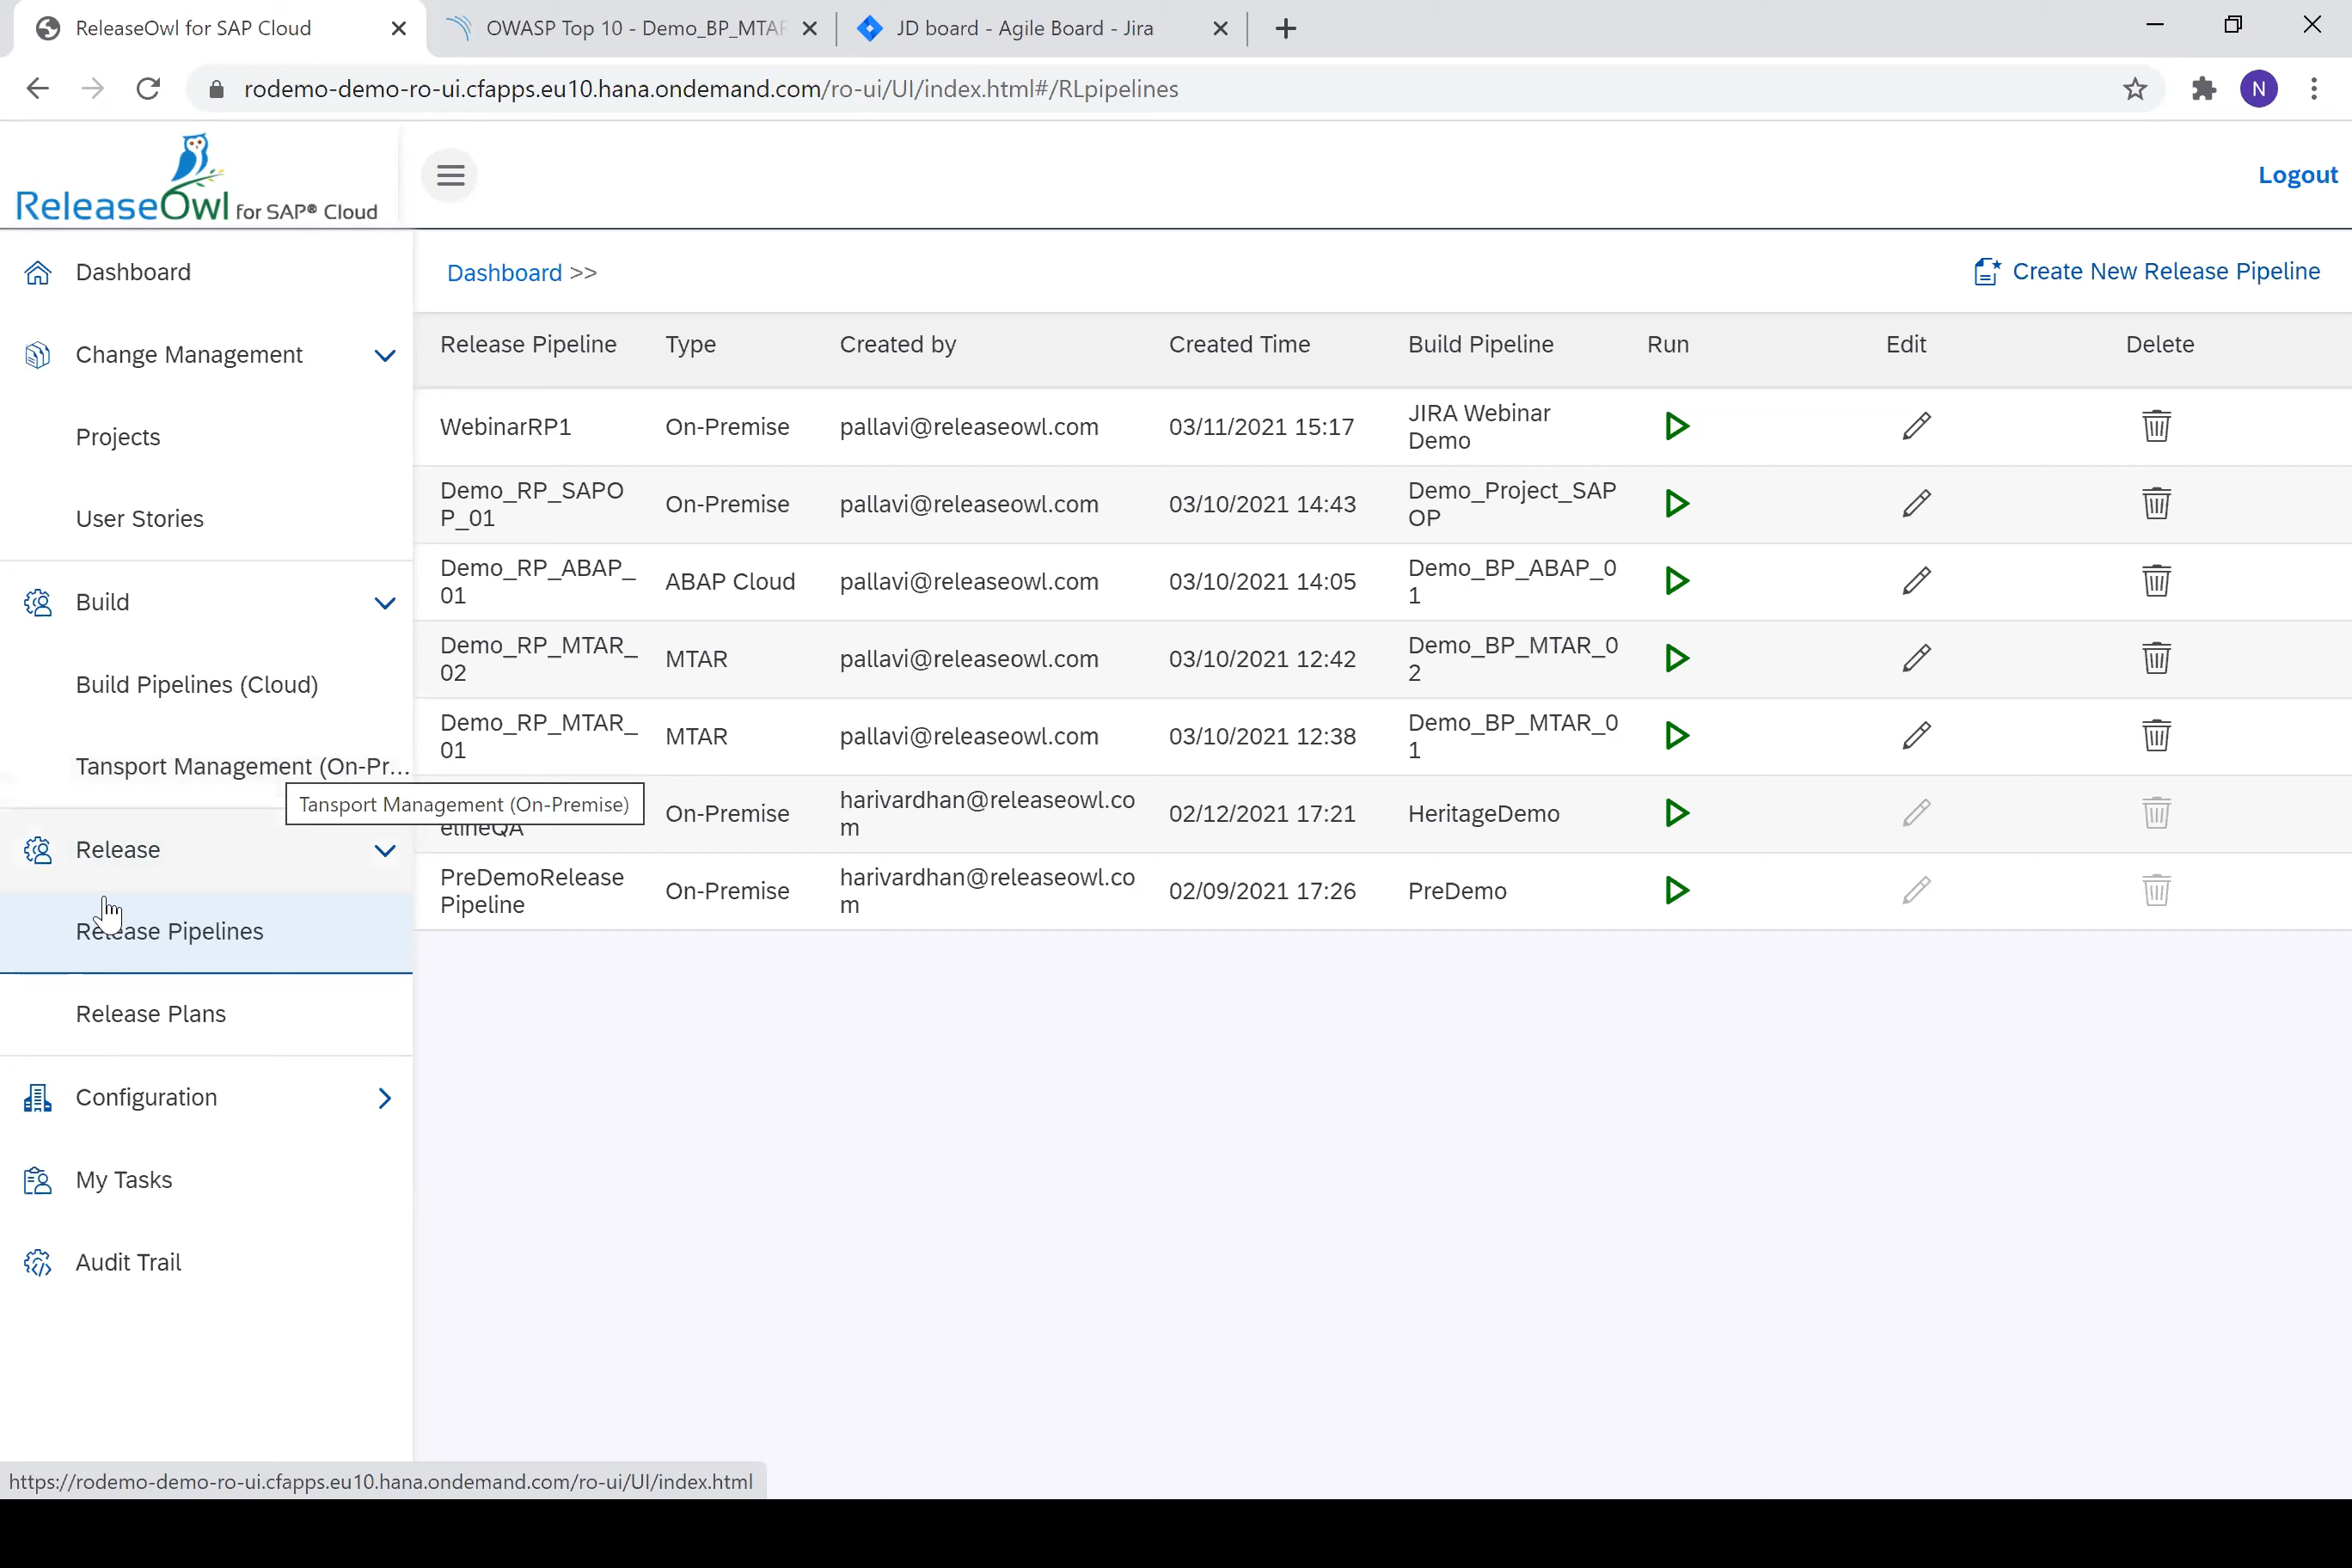 ReleaseOwl for SAP Cloud
OWASP Top 10 - Demo_BP_MTAR
JD board - Agile Board - Jira
rodemo-demo-ro-ui.cfapps.eu10.hana.ondemand.com/ro-ui/UI/index.html#/RLpipelines
N
ReleaseOwl for SAP® Cloud
Logout
Dashboard
Change Management
Projects
User Stories
Build
Build Pipelines (Cloud)
Tansport Management (On-Pr...
Tansport Management (On-Premise)
Release
Release Pipelines
Release Plans
Configuration
My Tasks
Audit Trail
Dashboard >>
Create New Release Pipeline
Release Pipeline Type Created by Created Time Build Pipeline Run Edit Delete
WebinarRP1 On-Premise pallavi@releaseowl.com 03/11/2021 15:17 JIRA Webinar
Demo
Demo_RP_SAPO On-Premise pallavi@releaseowl.com 03/10/2021 14:43 Demo_Project_SAP
P_01 OP
Demo_RP_ABAP_ ABAP Cloud pallavi@releaseowl.com 03/10/2021 14:05 Demo_BP_ABAP_0
01 1
Demo_RP_MTAR_ MTAR pallavi@releaseowl.com 03/10/2021 12:42 Demo_BP_MTAR_0
02 2
Demo_RP_MTAR_ MTAR pallavi@releaseowl.com 03/10/2021 12:38 Demo_BP_MTAR_0
01 1
On-Premise harivardhan@releaseowl.co 02/12/2021 17:21 HeritageDemo
elineQA m
PreDemoRelease On-Premise harivardhan@releaseowl.co 02/09/2021 17:26 PreDemo
Pipeline m
https://rodemo-demo-ro-ui.cfapps.eu10.hana.ondemand.com/ro-ui/UI/index.html